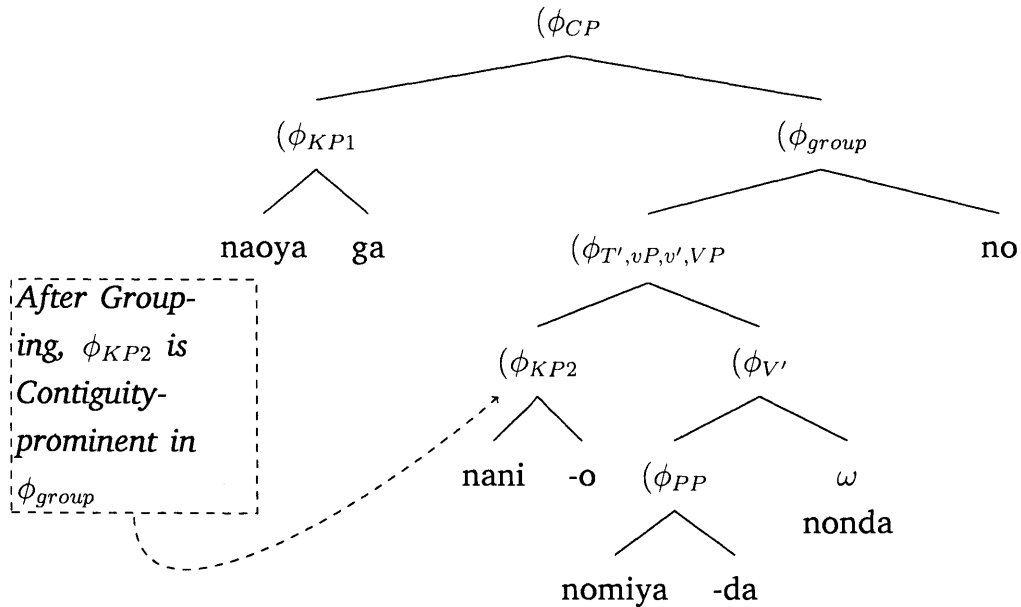 (ϕCP
(ϕKP1 (ϕgroup
naoya ga (ϕT′,vP,v′,VP no
After Group-
ing, ϕKP2 is
Contiguity-
prominent in
ϕgroup
(ϕKP2 (ϕV′
nani -o (ϕPP ω
nonda
nomiya -da